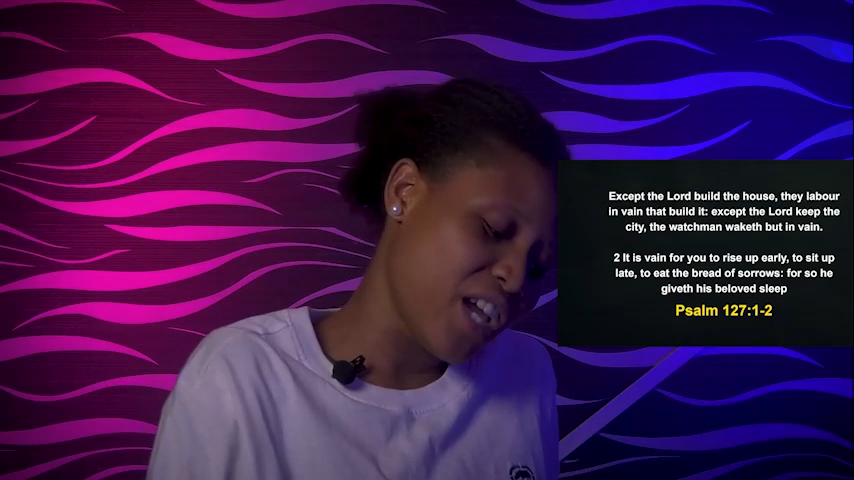 Except the Lord build the house, they labour
in vain that build it: except the Lord keep the
city, the watchman waketh but in vain.
2 It is vain for you to rise up early, to sit up
late, to eat the bread of sorrows: for so he
giveth his beloved sleep
Psalm 127:1-2